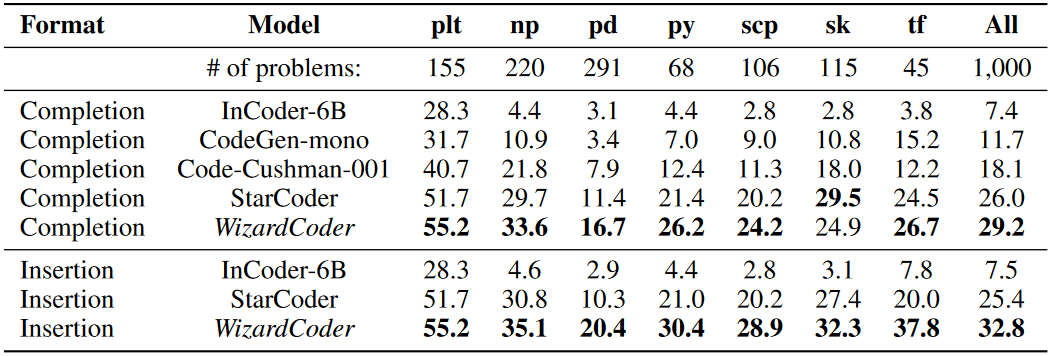 Format Model plt np pd py scp sk tf All
# of problems: 155 220 291 68 106 115 45 1,000
Completion InCoder-6B 28.3 4.4 3.1 4.4 2.8 2.8 3.8 7.4
Completion CodeGen-mono 31.7 10.9 3.4 7.0 9.0 10.8 15.2 11.7
Completion Code-Cushman-001 40.7 21.8 7.9 12.4 11.3 18.0 12.2 18.1
Completion StarCoder 51.7 29.7 11.4 21.4 20.2 29.5 24.5 26.0
Completion WizardCoder 55.2 33.6 16.7 26.2 24.2 24.9 26.7 29.2
Insertion InCoder-6B 28.3 4.6 2.9 4.4 2.8 3.1 7.8 7.5
Insertion StarCoder 51.7 30.8 10.3 21.0 20.2 27.4 20.0 25.4
Insertion WizardCoder 55.2 35.1 20.4 30.4 28.9 32.3 37.8 32.8